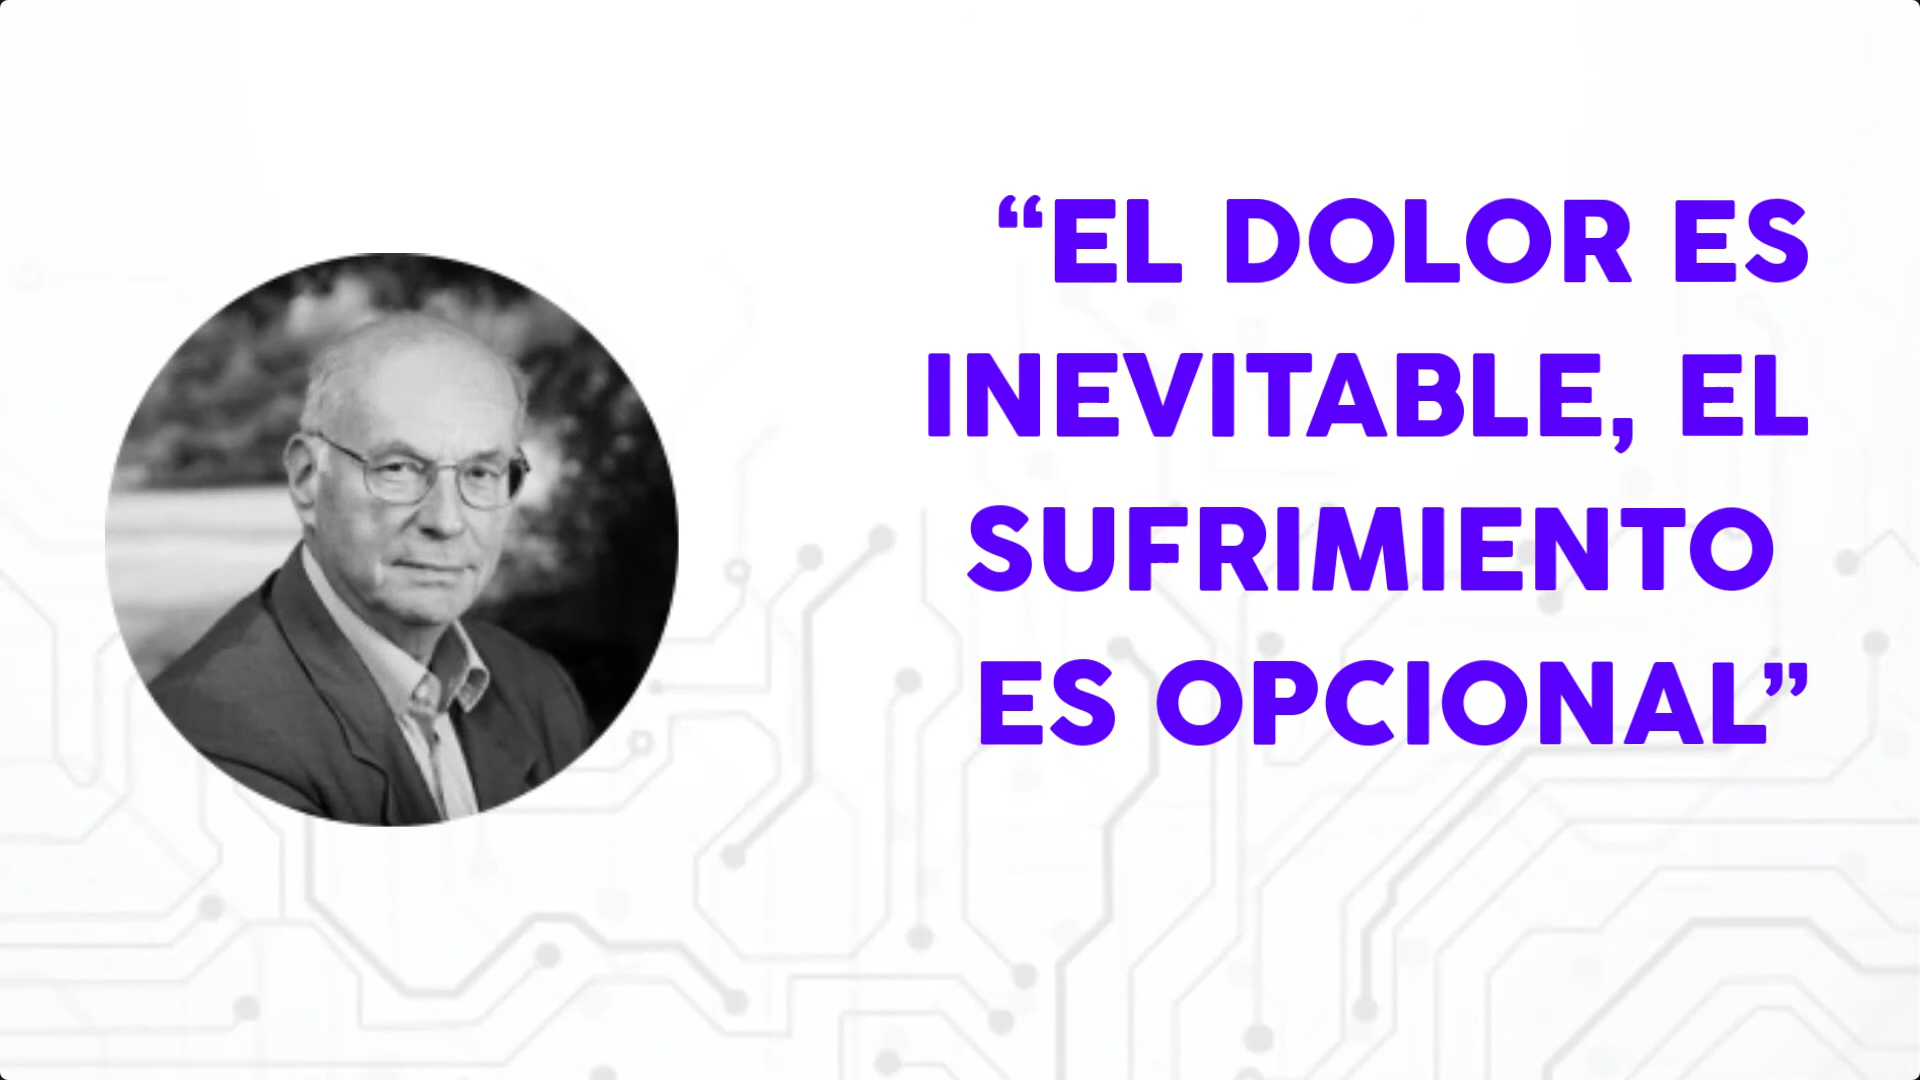 “EL DOLOR ES
INEVITABLE, EL
SUFRIMIENTO
ES OPCIONAL”